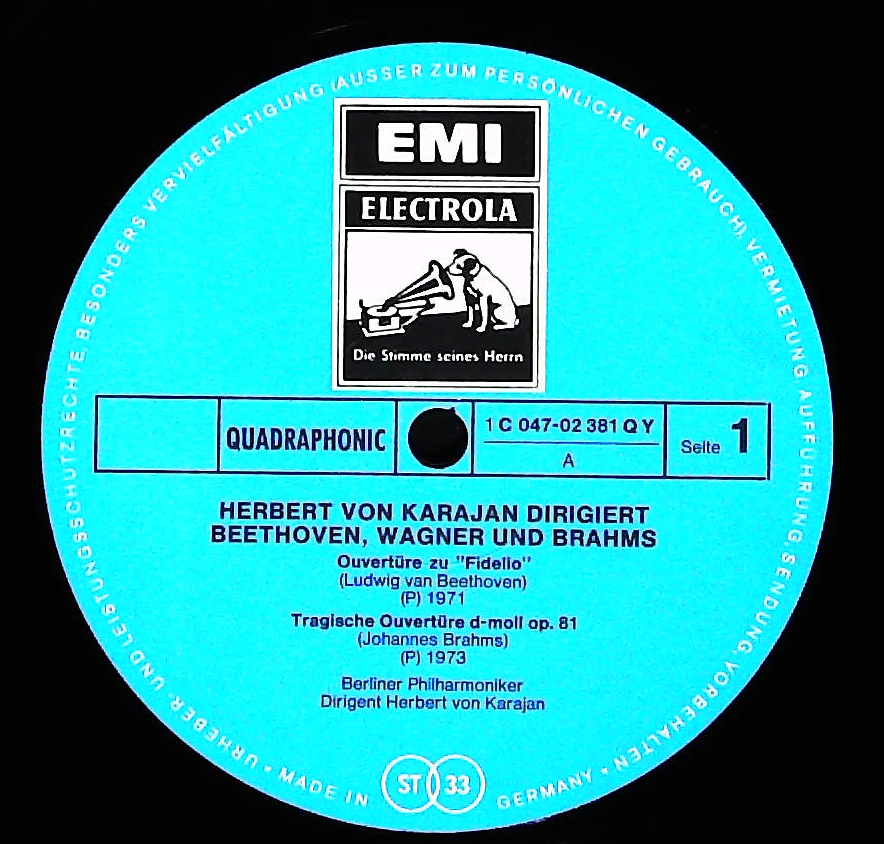 URHEBER- UND LEISTUNGSSCHUTZRECHTE, BESONDERS VERVIELFÄLTIGUNG (AUSSER ZUM PERSÖNLICHEN GEBRAUCH), VERMIETUNG, AUFFÜHRUNG, SENDUNG, VORBEHALTEN •
EMI
ELECTROLA
Die Stimme seines Herrn
QUADRAPHONIC
1 C 047-02 381 Q Y
A
Seite 1
HERBERT VON KARAJAN DIRIGIERT
BEETHOVEN, WAGNER UND BRAHMS
Ouvertüre zu "Fidelio"
(Ludwig van Beethoven)
(P) 1971
Tragische Ouvertüre d-moll op. 81
(Johannes Brahms)
(P) 1973
Berliner Philharmoniker
Dirigent Herbert von Karajan
• MADE IN GERMANY
ST 33